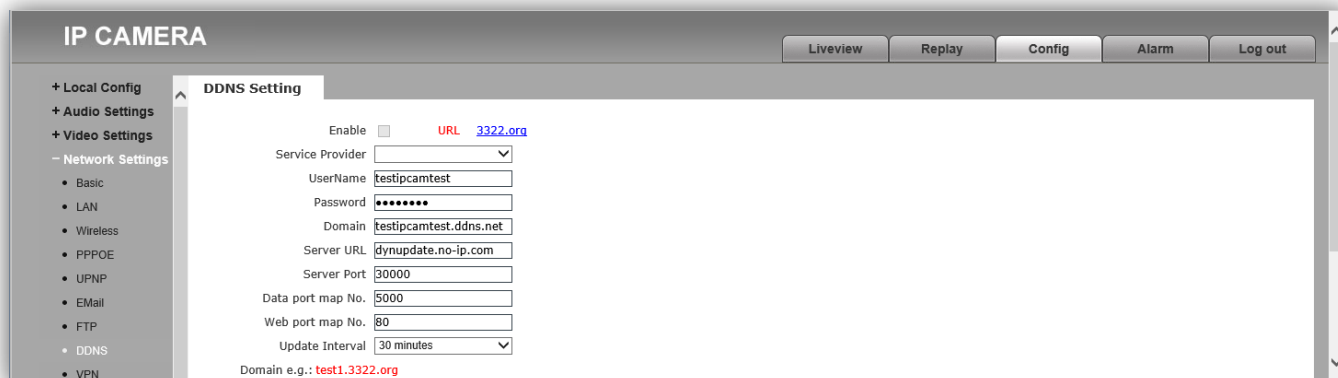 IP CAMERA
Liveview Replay Config Alarm Log out
+ Local Config
+ Audio Settings
+ Video Settings
− Network Settings
• Basic
• LAN
• Wireless
• PPPOE
• UPNP
• EMail
• FTP
• DDNS
• VPN
DDNS Setting
Enable URL 3322.org
Service Provider
UserName testipcamtest
Password ••••••••
Domain testipcamtest.ddns.net
Server URL dynupdate.no-ip.com
Server Port 30000
Data port map No. 5000
Web port map No. 80
Update Interval 30 minutes
Domain e.g.: test1.3322.org